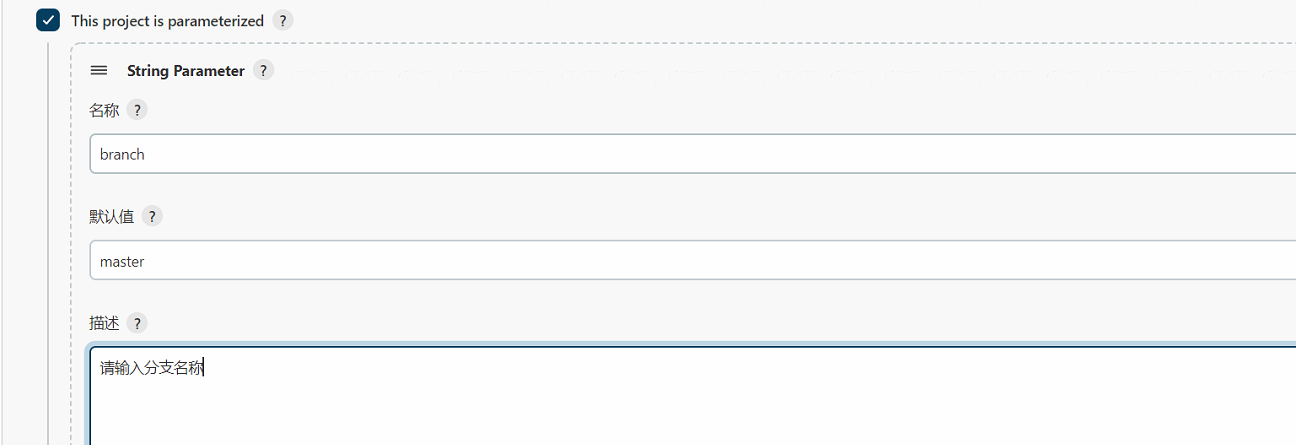 This project is parameterized ?
String Parameter ?
名称 ?
branch
默认值 ?
master
描述 ?
请输入分支名称